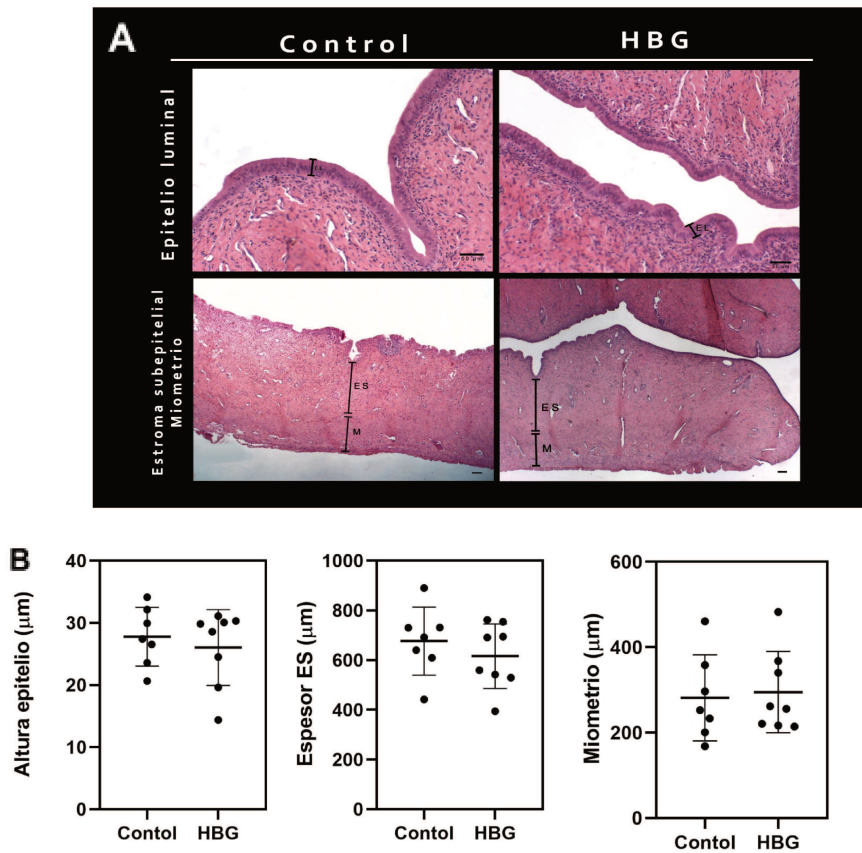 A
Control
HBG
Epitelio luminal
EL
Estroma subepitelial
Miometrio
ES
M
ES
M
B
Altura epitelio (μm)
40
30
20
10
0
Contol
HBG
Espesor ES (μm)
1000
800
600
400
200
0
Contol
HBG
Miometrio (μm)
600
400
200
0
Contol
HBG